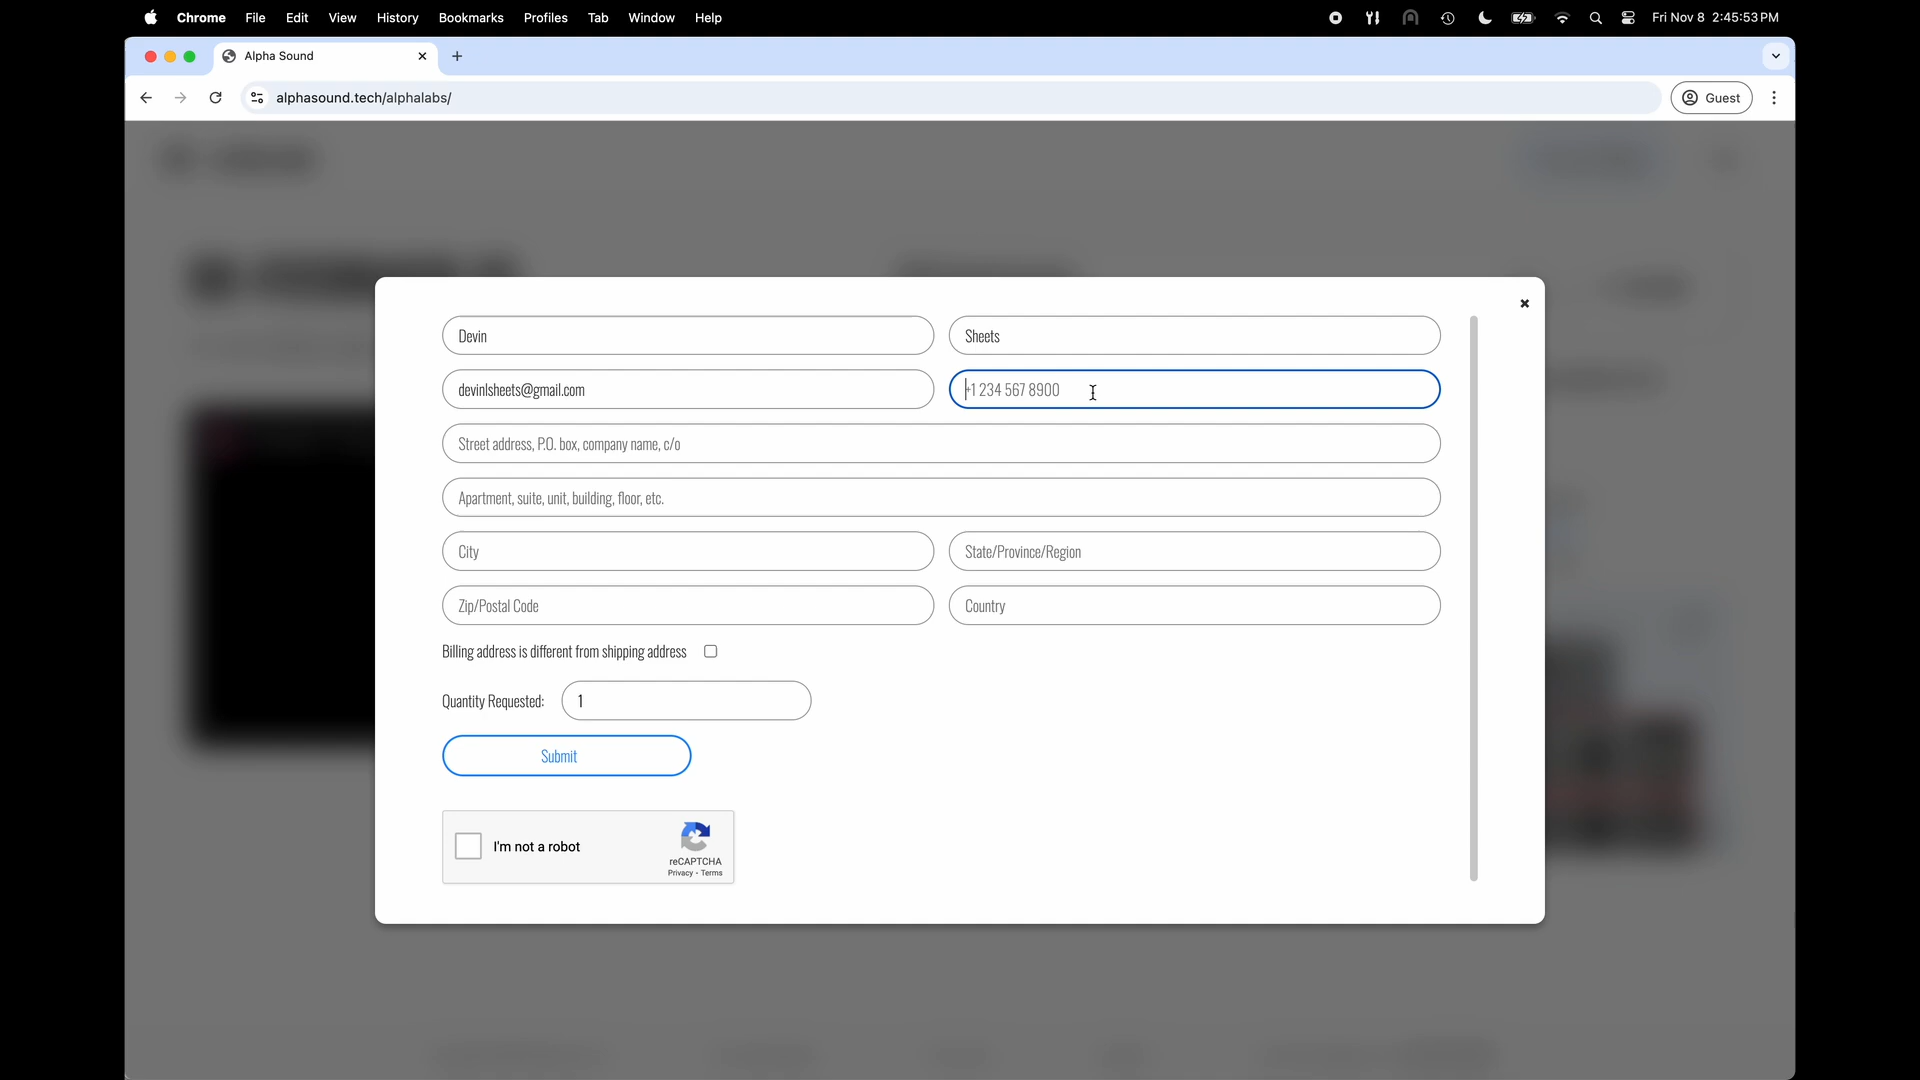 Chrome File Edit View History Bookmarks Profiles Tab Window Help Fri Nov 8 2:45:53 PM
Alpha Sound
alphasound.tech/alphalabs/ Guest
Devin Sheets
devinlsheets@gmail.com +1 234 567 8900
Street address, P.O. box, company name, c/o
Apartment, suite, unit, building, floor, etc.
City State/Province/Region
Zip/Postal Code Country
Billing address is different from shipping address
Quantity Requested: 1
Submit
I'm not a robot
reCAPTCHA
Privacy - Terms